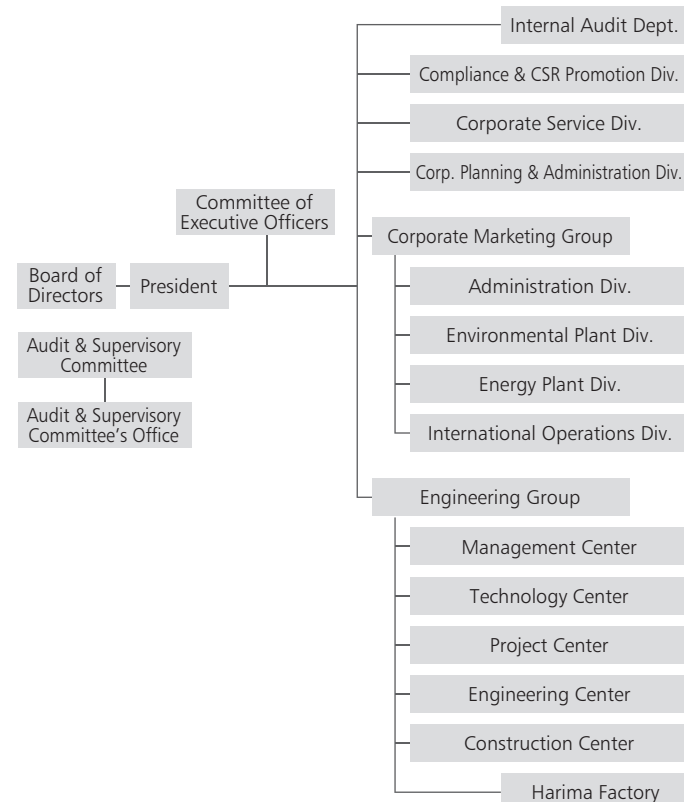 Internal Audit Dept.
Compliance & CSR Promotion Div.
Corporate Service Div.
Corp. Planning & Administration Div.
Committee of
Executive Officers
Corporate Marketing Group
Board of
Directors
President
Administration Div.
Environmental Plant Div.
Energy Plant Div.
International Operations Div.
Audit & Supervisory
Committee
Audit & Supervisory
Committee’s Office
Engineering Group
Management Center
Technology Center
Project Center
Engineering Center
Construction Center
Harima Factory